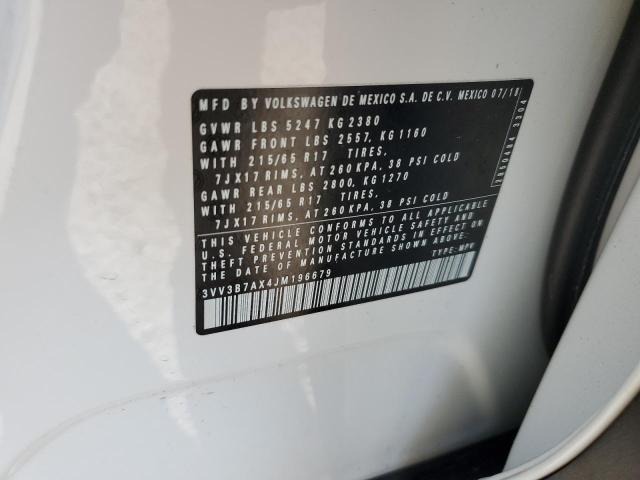 MFD BY VOLKSWAGEN DE MEXICO S.A. DE C.V. MEXICO 07/18
GVWR LBS 5247 KG 2380
GAWR FRONT LBS 2557, KG 1160
WITH 215/65 R17 TIRES,
7JX17 RIMS, AT 260 KPA, 38 PSI COLD
GAWR REAR LBS 2800, KG 1270
WITH 215/65 R17 TIRES,
7JX17 RIMS, AT 260 KPA, 38 PSI COLD
THIS VEHICLE CONFORMS TO ALL APPLICABLE
U.S. FEDERAL MOTOR VEHICLE SAFETY AND
THEFT PREVENTION STANDARDS IN EFFECT ON
THE DATE OF MANUFACTURE SHOWN ABOVE.
TYPE: MPV
3VV3B7AX4JM196679
3304